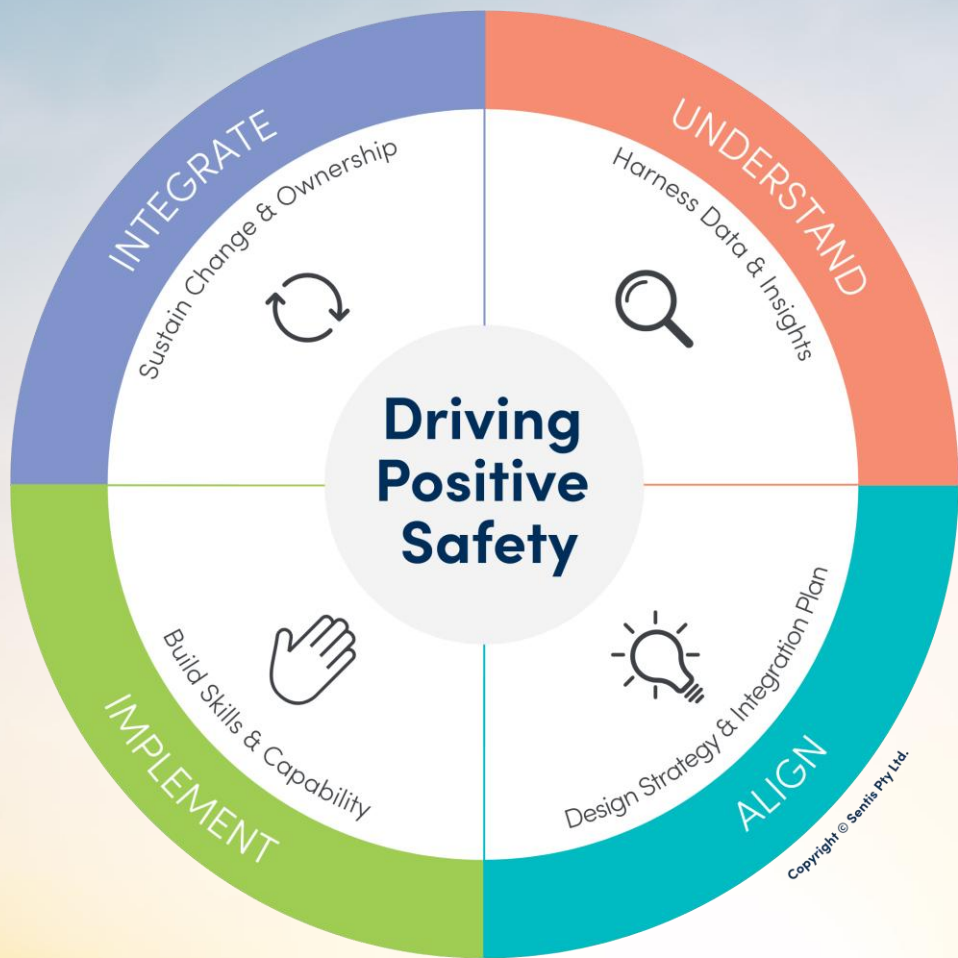 UNDERSTAND
Harness Data & Insights
ALIGN
Design Strategy & Integration Plan
IMPLEMENT
Build Skills & Capability
INTEGRATE
Sustain Change & Ownership
Driving
Positive
Safety
Copyright © Sentis Pty Ltd.